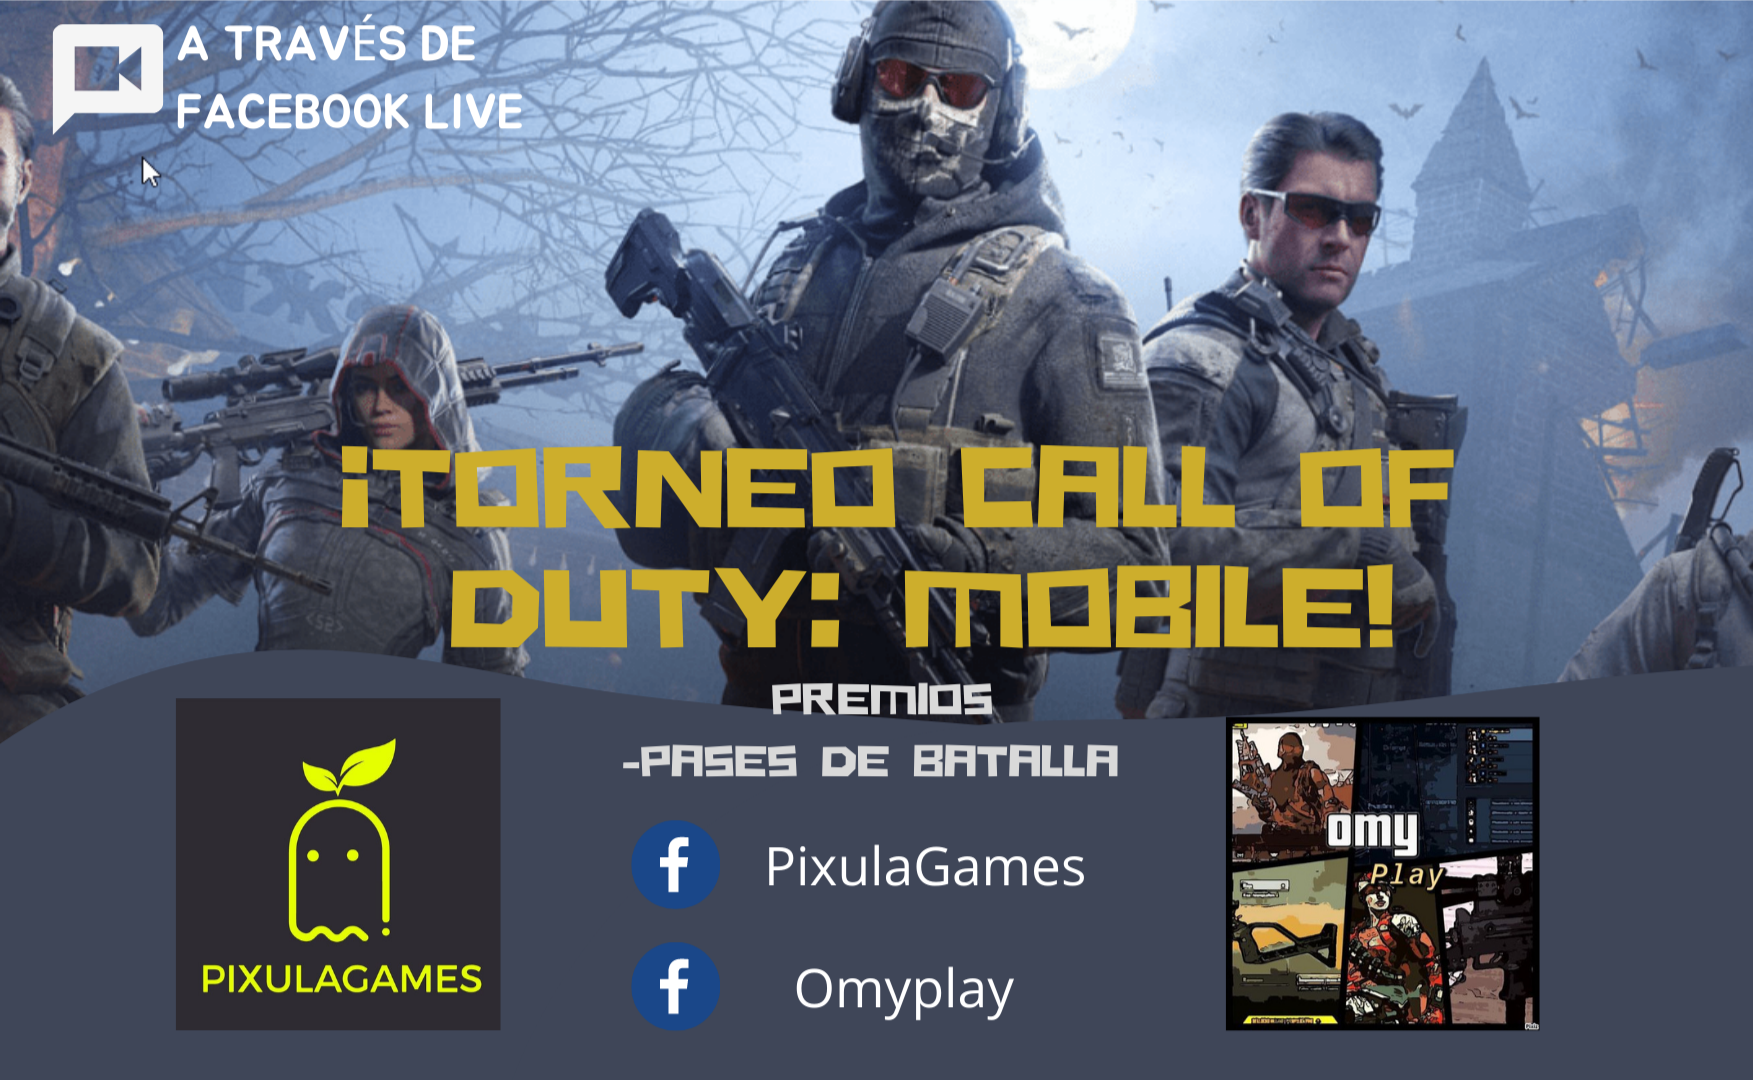 A TRAVÉS DE
FACEBOOK LIVE
¡TORNEO CALL OF
DUTY: MOBILE!
PREMIOS
-PASES DE BATALLA
PixulaGames
Omyplay
PIXULAGAMES
omy
Play